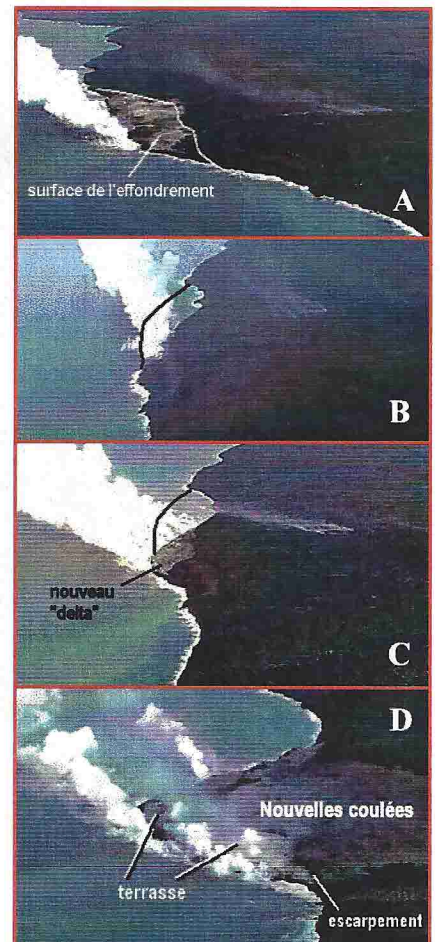 surface de l'effondrement
A
B
nouveau
"delta"
C
D
Nouvelles coulées
terrasse
escarpement